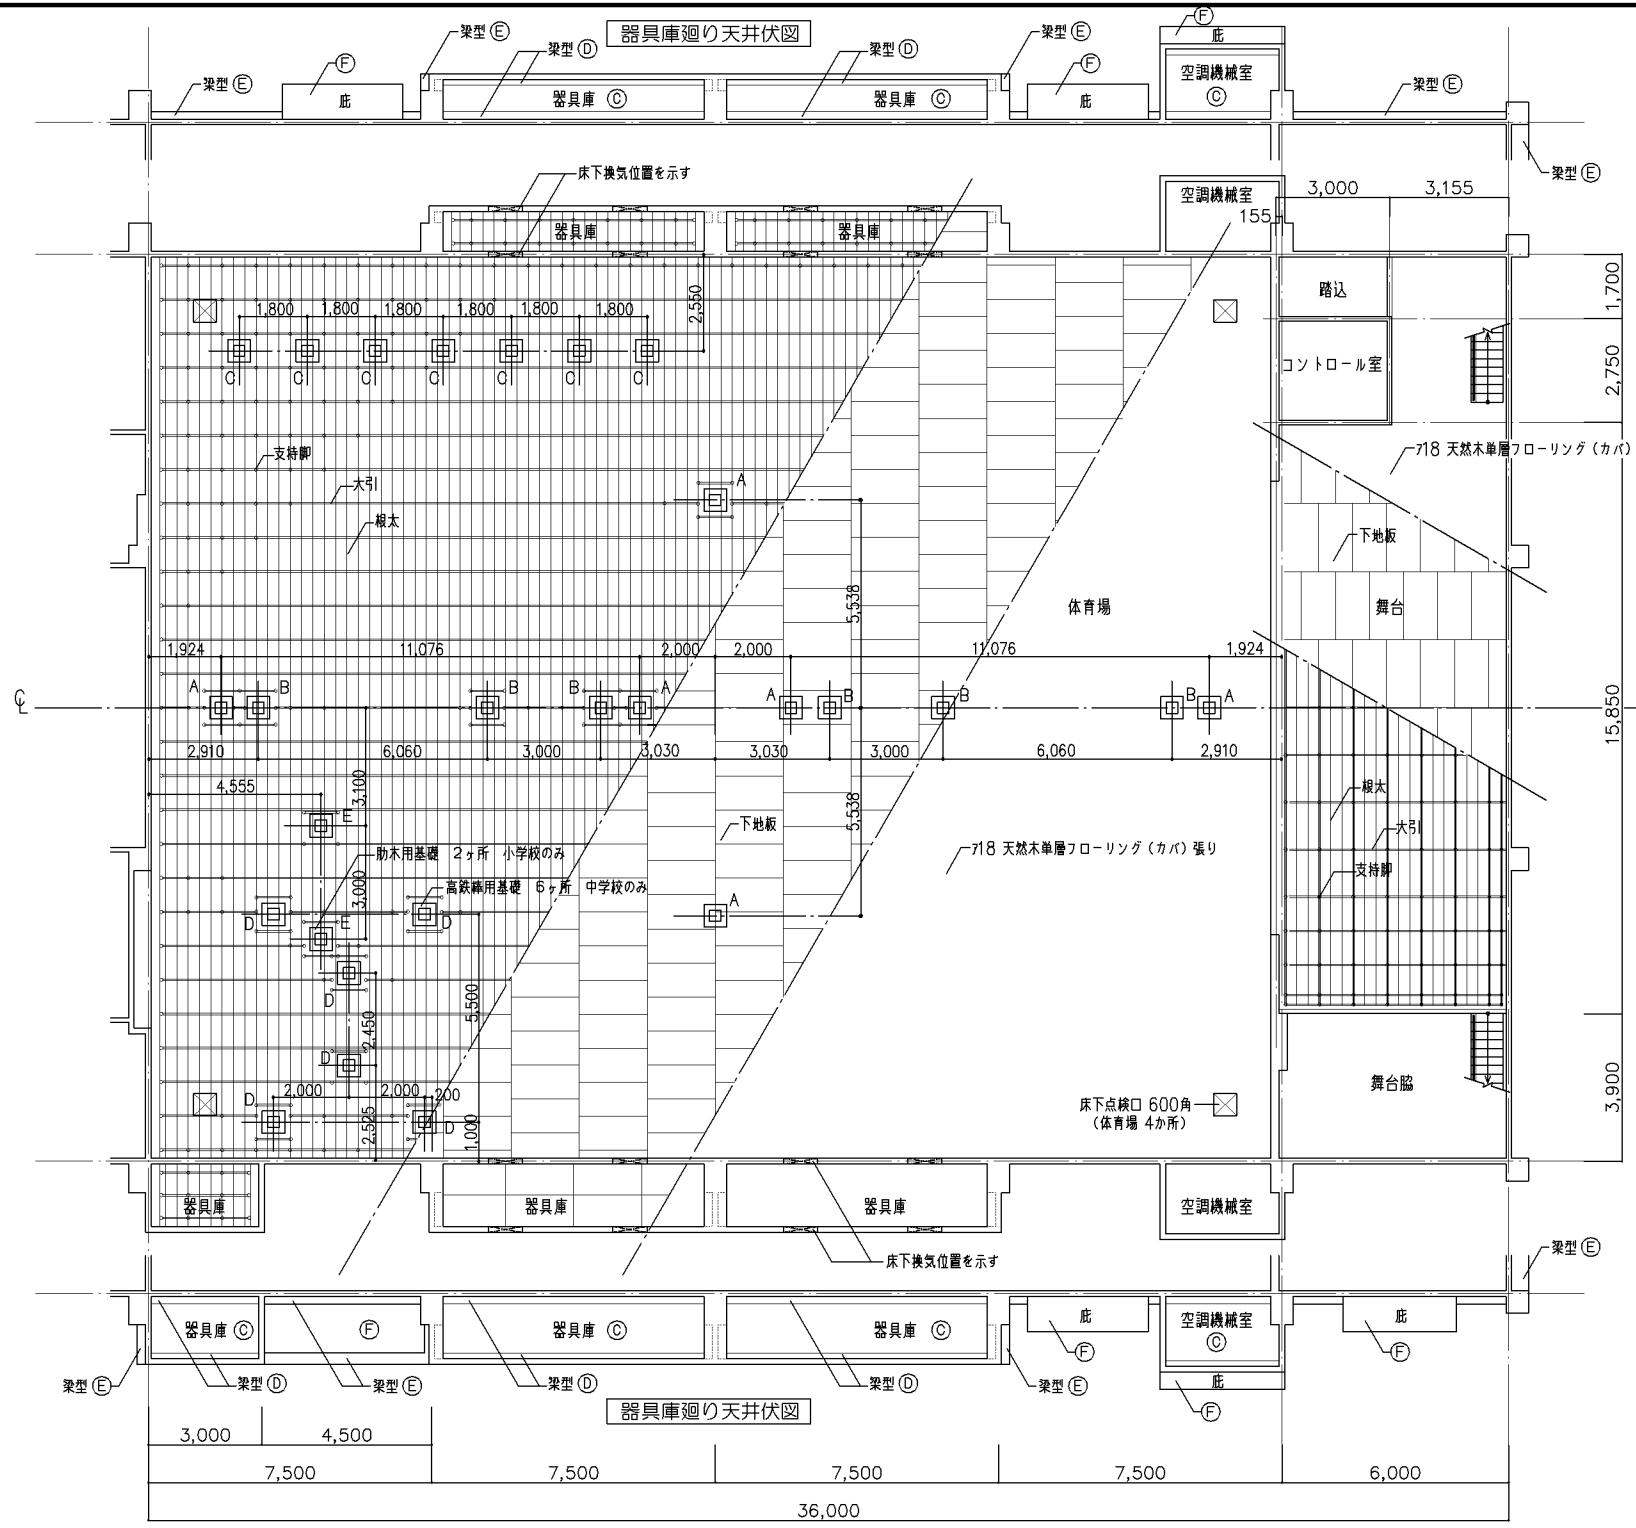 器具庫廻り天井伏図
梁型 Ⓔ
梁型 Ⓓ
梁型 Ⓓ
梁型 Ⓔ
Ⓕ
庇
梁型 Ⓔ
Ⓕ
庇
器具庫 Ⓒ
器具庫 Ⓒ
Ⓕ
庇
空調機械室
Ⓒ
梁型 Ⓔ
梁型 Ⓔ
床下換気位置を示す
空調機械室
3,000
3,155
155
器具庫
器具庫
1,800
1,800
1,800
1,800
1,800
1,800
2,550
C
C
C
C
C
C
C
踏込
コントロール室
1,700
2,750
15,850
3,900
支持脚
大引
根太
A
ｱ18 天然木単層フローリング（カバ）
下地板
舞台
体育場
5,538
1,924
11,076
2,000
2,000
11,076
1,924
℄
A
B
B
B
A
A
B
B
B
A
2,910
6,060
3,000
3,030
3,030
3,000
6,060
2,910
4,555
3,100
5,538
E
下地板
根太
大引
支持脚
ｱ18 天然木単層フローリング（カバ）張り
肋木用基礎 2ヶ所 小学校のみ
3,000
高鉄棒用基礎 6ヶ所 中学校のみ
A
D
E
D
D
5,500
2,450
D
2,000
2,000
200
D
D
2,525
1,000
床下点検口 600角
（体育場 4か所）
舞台脇
器具庫
器具庫
器具庫
空調機械室
床下換気位置を示す
梁型 Ⓔ
器具庫 Ⓒ
Ⓕ
器具庫 Ⓒ
器具庫 Ⓒ
庇
空調機械室
Ⓒ
庇
Ⓕ
Ⓕ
梁型 Ⓔ
梁型 Ⓓ
梁型 Ⓔ
梁型 Ⓓ
梁型 Ⓓ
梁型 Ⓔ
庇
Ⓕ
器具庫廻り天井伏図
3,000
4,500
7,500
7,500
7,500
7,500
6,000
36,000